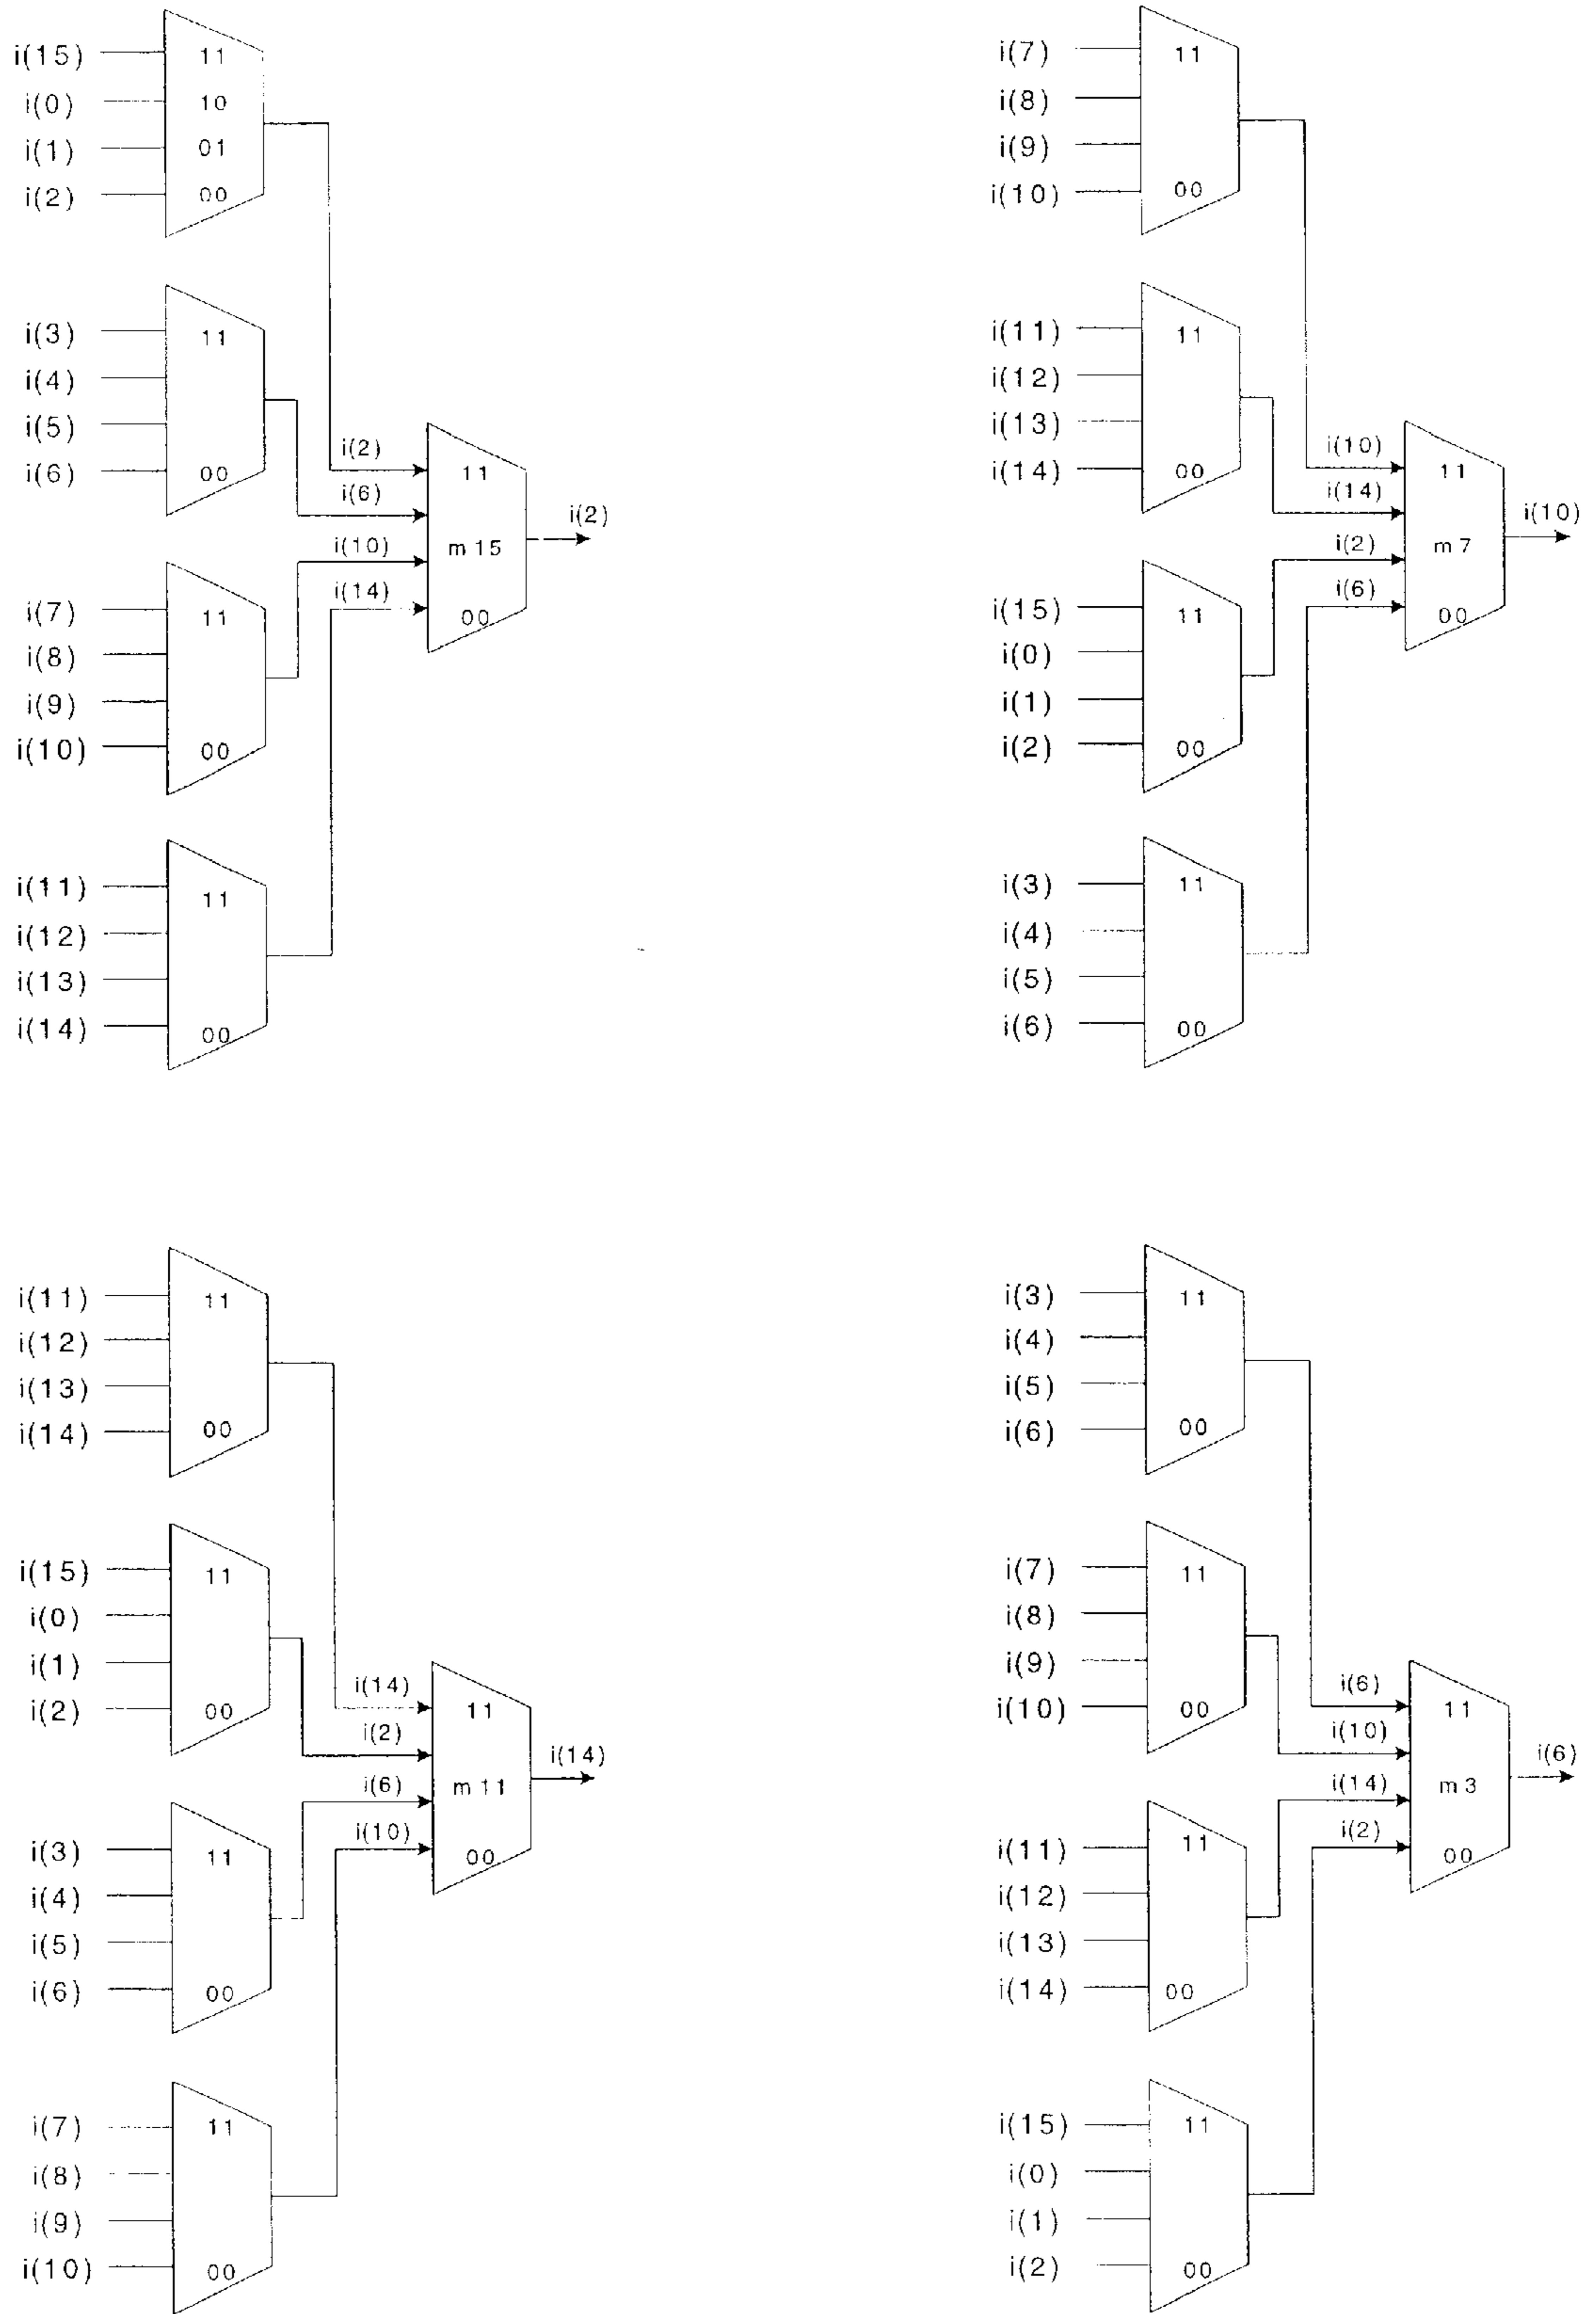 i(15) 11
i(0) 10
i(1) 01
i(2) 00
i(3) 11
i(4)
i(5)
i(6) 00
i(7) 11
i(8)
i(9)
i(10) 00
i(11) 11
i(12)
i(13)
i(14) 00
i(2) 11
i(6)
i(10) m 15
i(14) 00
i(2)
i(7) 11
i(8)
i(9)
i(10) 00
i(11) 11
i(12)
i(13)
i(14) 00
i(15) 11
i(0)
i(1)
i(2) 00
i(3) 11
i(4)
i(5)
i(6) 00
i(10) 11
i(14)
i(2) m 7
i(6) 00
i(10)
i(11) 11
i(12)
i(13)
i(14) 00
i(15) 11
i(0)
i(1)
i(2) 00
i(3) 11
i(4)
i(5)
i(6) 00
i(7) 11
i(8)
i(9)
i(10) 00
i(14) 11
i(2)
i(6) m 11
i(10) 00
i(14)
i(3) 11
i(4)
i(5)
i(6) 00
i(7) 11
i(8)
i(9)
i(10) 00
i(11) 11
i(12)
i(13)
i(14) 00
i(15) 11
i(0)
i(1)
i(2) 00
i(6) 11
i(10)
i(14) m 3
i(2) 00
i(6)